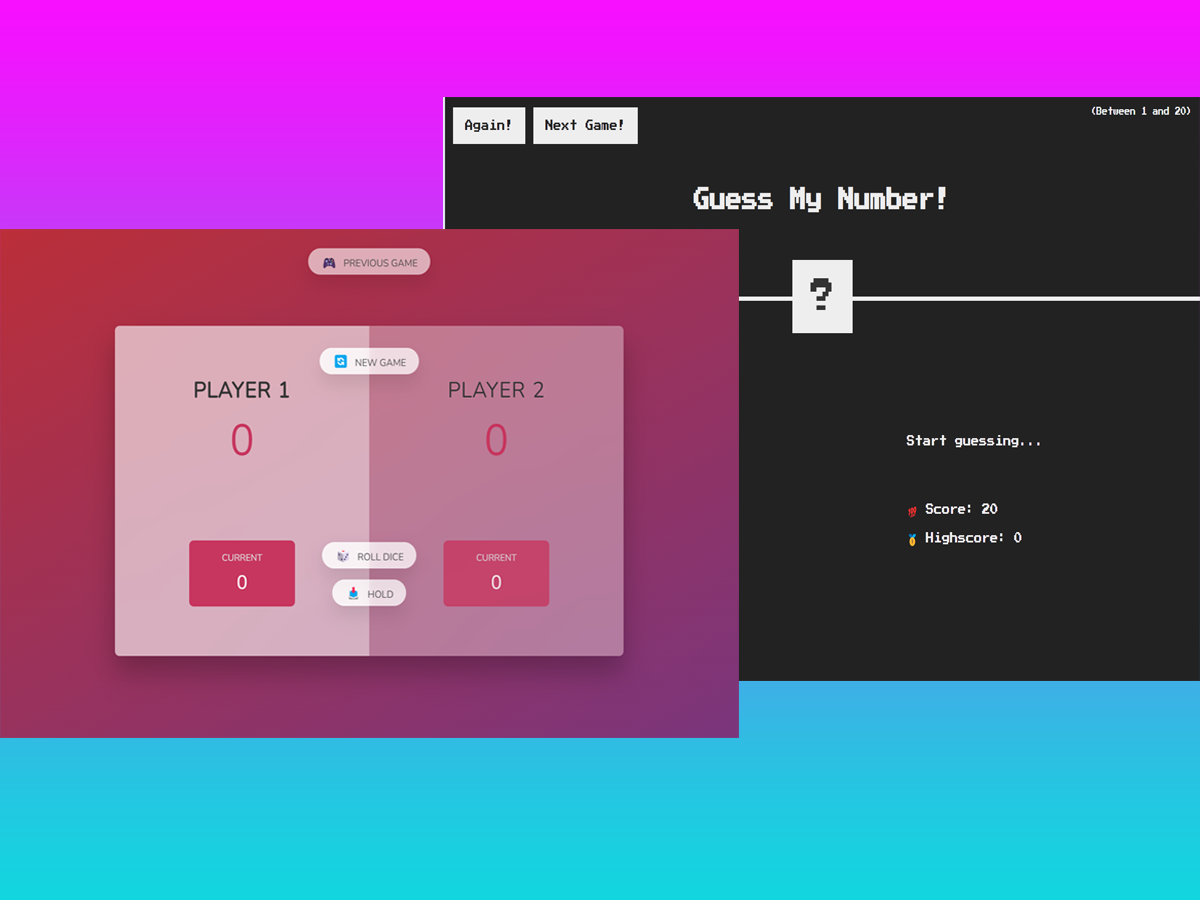 Again! Next Game!
(Between 1 and 20)
Guess My Number!
?
Start guessing...
Score: 20
Highscore: 0
PREVIOUS GAME
NEW GAME
PLAYER 1
0
CURRENT
0
PLAYER 2
0
CURRENT
0
ROLL DICE
HOLD